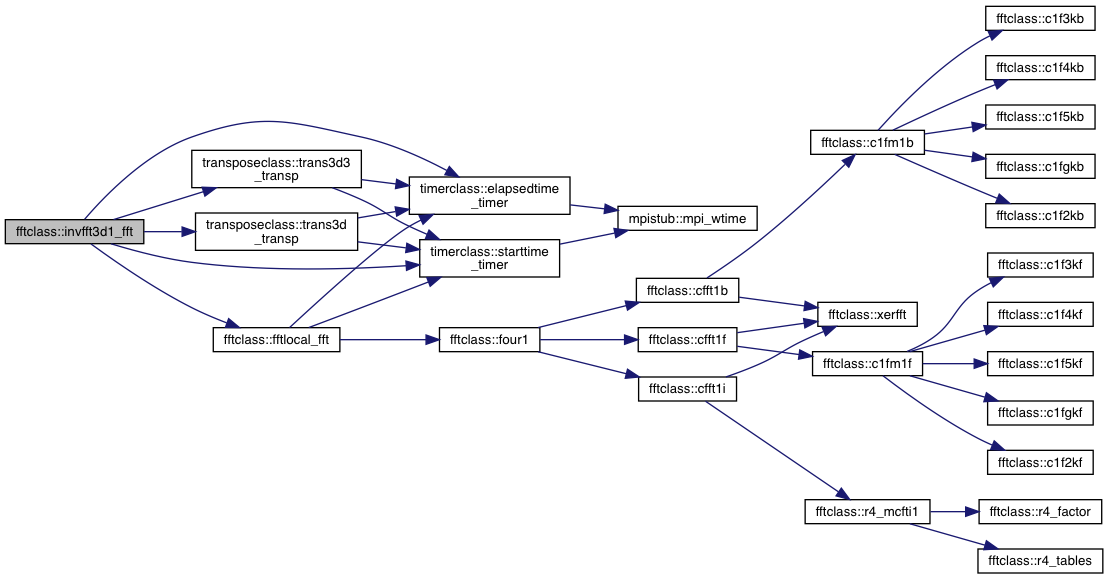 fftclass::invfft3d1_fft
transposeclass::trans3d3
_transp
transposeclass::trans3d
_transp
fftclass::fftlocal_fft
timerclass::elapsedtime
_timer
timerclass::starttime
_timer
fftclass::four1
mpistub::mpi_wtime
fftclass::cfft1b
fftclass::cfft1f
fftclass::cfft1i
fftclass::c1fm1b
fftclass::xerfft
fftclass::c1fm1f
fftclass::r4_mcfti1
fftclass::c1f3kb
fftclass::c1f4kb
fftclass::c1f5kb
fftclass::c1fgkb
fftclass::c1f2kb
fftclass::c1f3kf
fftclass::c1f4kf
fftclass::c1f5kf
fftclass::c1fgkf
fftclass::c1f2kf
fftclass::r4_factor
fftclass::r4_tables